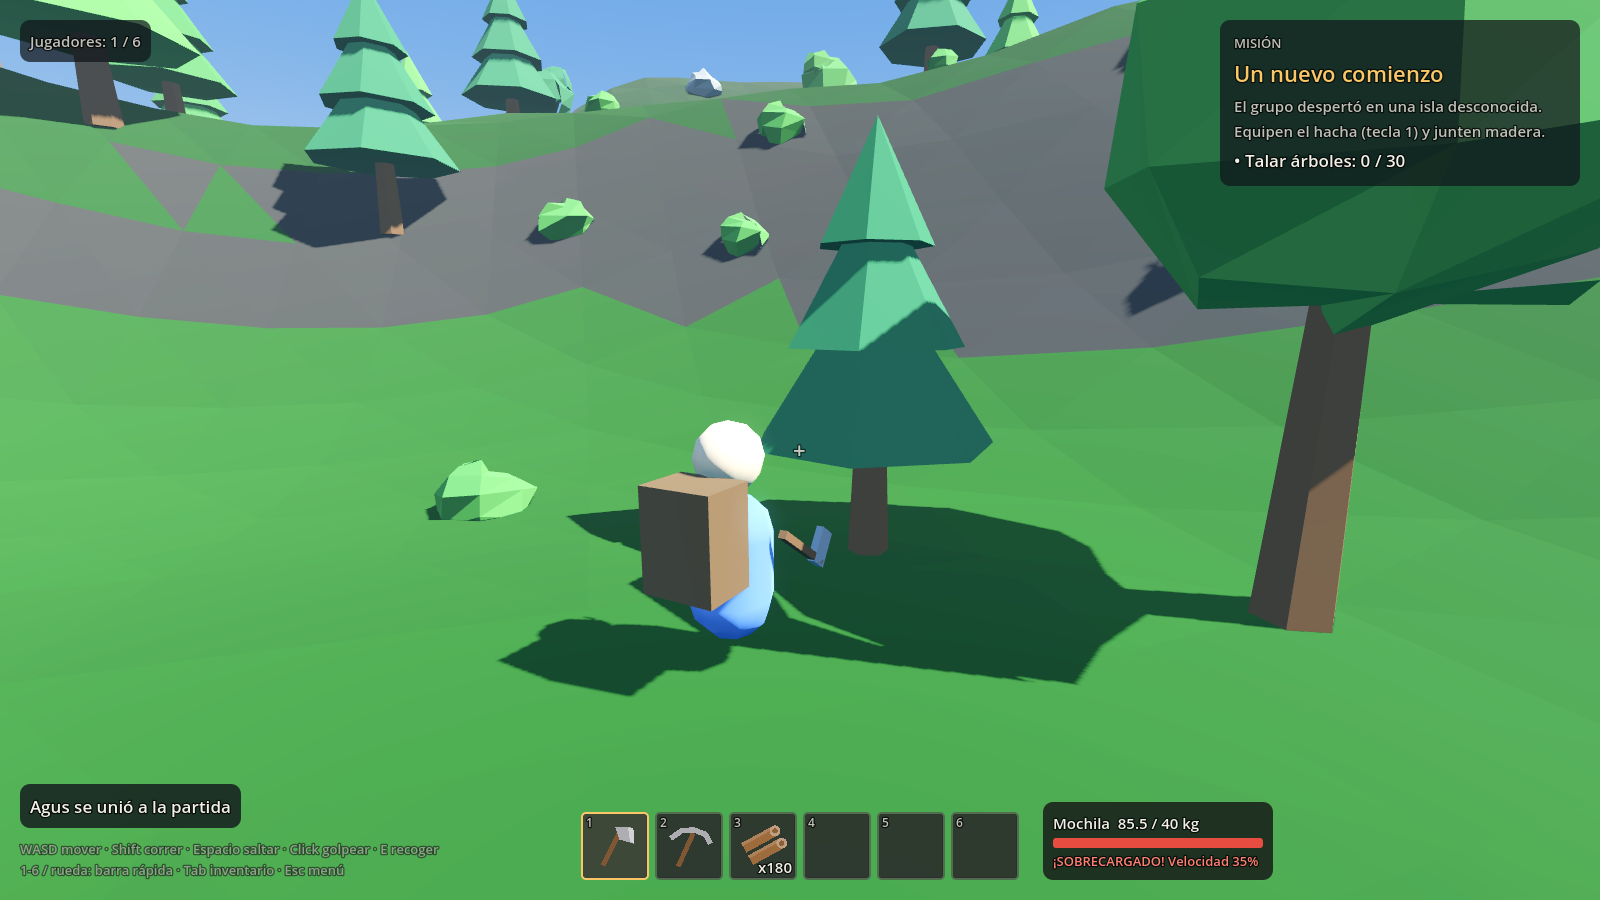 Jugadores: 1 / 6
MISIÓN
Un nuevo comienzo
El grupo despertó en una isla desconocida.
Equipen el hacha (tecla 1) y junten madera.
• Talar árboles: 0 / 30
Agus se unió a la partida
WASD mover · Shift correr · Espacio saltar · Click golpear · E recoger
1-6 / rueda: barra rápida · Tab inventario · Esc menú
1
2
3
4
5
6
x180
Mochila 85.5 / 40 kg
¡SOBRECARGADO! Velocidad 35%